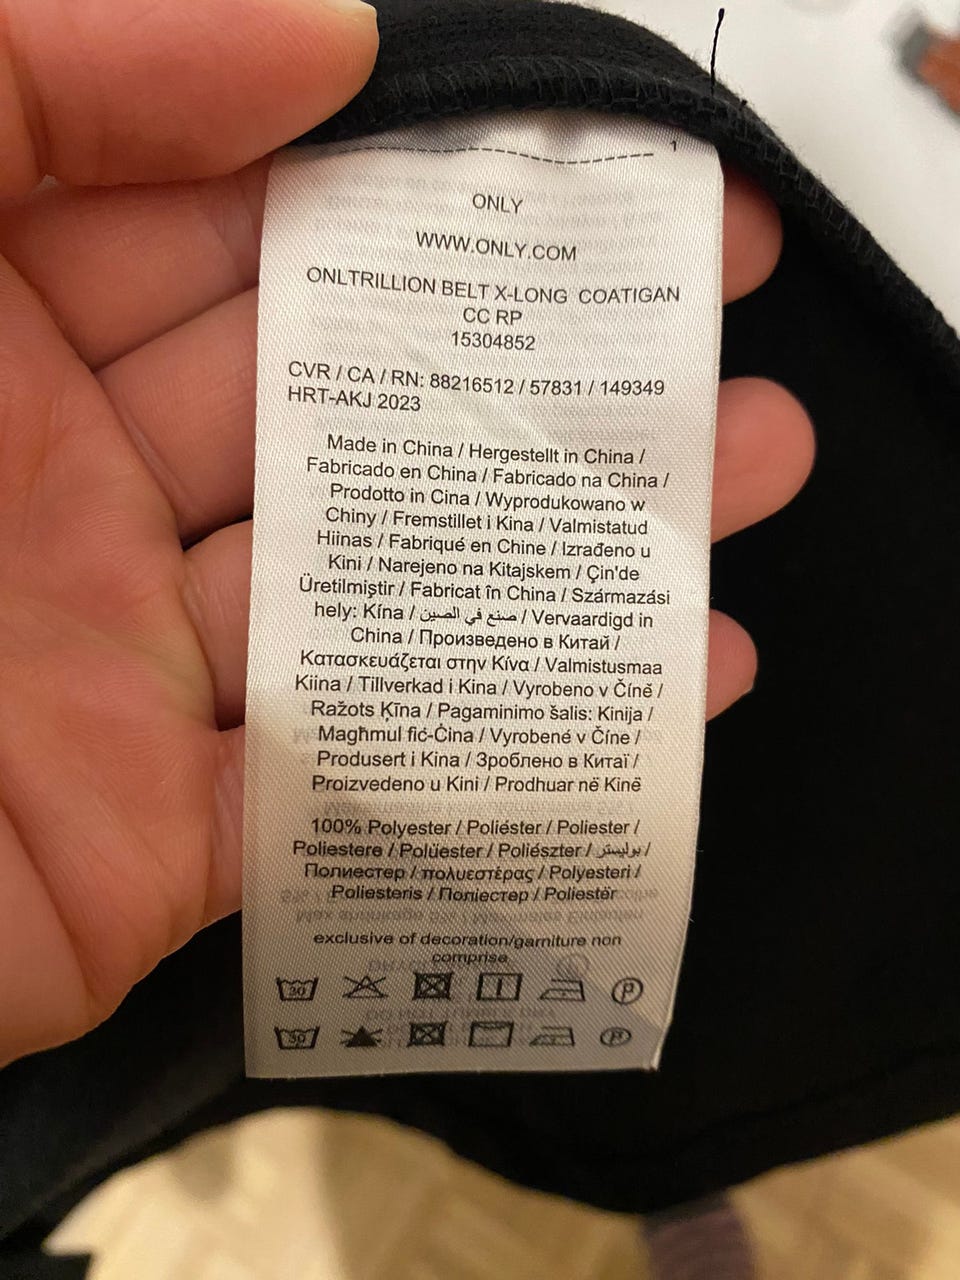 1
ONLY
WWW.ONLY.COM
ONLTRILLION BELT X-LONG COATIGAN
CC RP
15304852
CVR / CA / RN: 88216512 / 57831 / 149349
HRT-AKJ 2023
Made in China / Hergestellt in China /
Fabricado en China / Fabricado na China /
Prodotto in Cina / Wyprodukowano w
Chiny / Fremstillet i Kina / Valmistatud
Hiinas / Fabriqué en Chine / Izrađeno u
Kini / Narejeno na Kitajskem / Çin'de
Üretilmiştir / Fabricat în China / Származási
hely: Kína / صنع في الصين / Vervaardigd in
China / Произведено в Китай /
Κατασκευάζεται στην Κίνα / Valmistusmaa
Kiina / Tillverkad i Kina / Vyrobeno v Číně /
Ražots Ķīna / Pagaminimo šalis: Kinija /
Magħmul fiċ-Ċina / Vyrobené v Číne /
Produsert i Kina / Зроблено в Китаї /
Proizvedeno u Kini / Prodhuar në Kinë
100% Polyester / Poliéster / Poliester /
Poliestere / Polüester / Poliészter / بوليستر /
Полиестер / πολυεστέρας / Polyesteri /
Poliesteris / Поліестер / Poliestër
exclusive of decoration/garniture non
comprise
30 P
30 P